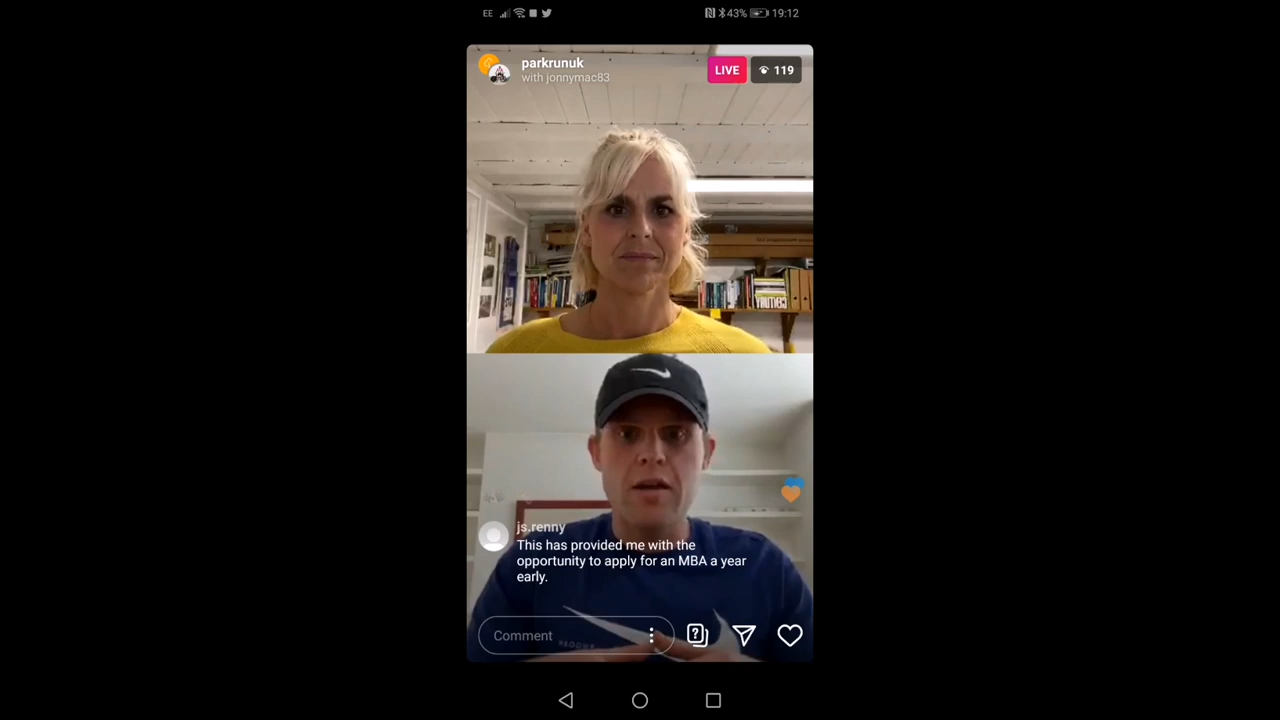 EE
43%
19:12
parkrunuk
with jonnymac83
LIVE
119
js.renny
This has provided me with the
opportunity to apply for an MBA a year
early.
Comment